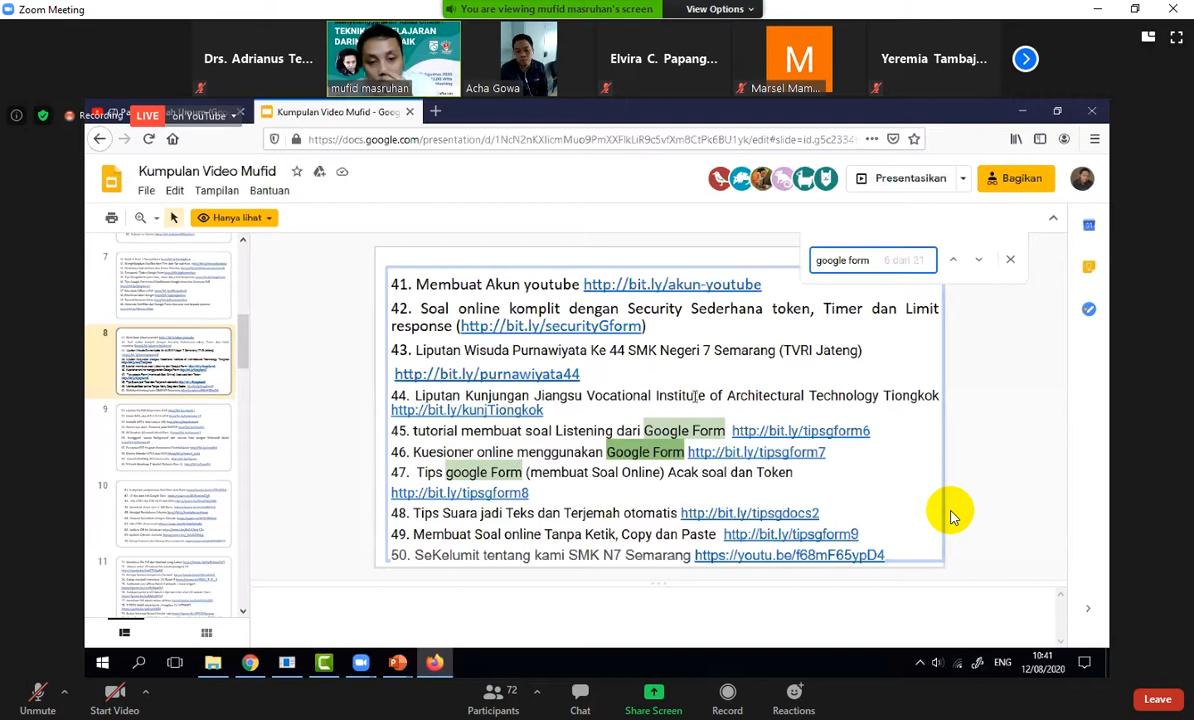 Zoom Meeting
You are viewing mufid masruhan's screen
View Options
Drs. Adrianus Te...
mufid masruhan
Acha Gowa
Elvira C. Papang...
M
Marsel Mam...
Yeremia Tambaj...
Recording
LIVE
on YouTube
Kumpulan Video Mufid - Goog
https://docs.google.com/presentation/d/
Kumpulan Video Mufid
File Edit Tampilan Bantuan
Presentasikan
Bagikan
Hanya lihat
google form 6 dari 21
7
8
9
10
11
41. Membuat Akun youtube http://bit.ly/akun-youtube
42. Soal online komplit dengan Security Sederhana token, Timer dan Limit
response (http://bit.ly/securityGform)
43. Liputan Wisuda Purnawiyata Ke 44 SMK Negeri 7 Semarang (TVRI Jateng)
http://bit.ly/purnawiyata44
44. Liputan Kunjungan Jiangsu Vocational Institute of Architectural Technology Tiongkok
http://bit.ly/kunjTiongkok
45. tutorial membuat soal Listening dari Google Form http://bit.ly/tipsgform6
46. Kuesioner online menggunakan Google Form http://bit.ly/tipsgform7
47. Tips google Form (membuat Soal Online) Acak soal dan Token
http://bit.ly/tipsgform8
48. Tips Suara jadi Teks dan Terjemah otomatis http://bit.ly/tipsgdocs2
49. Membuat Soal online Tanpa Ketik, Copy dan Paste http://bit.ly/tipsgform9
50. SeKelumit tentang kami SMK N7 Semarang https://youtu.be/f68mF65ypD4
ENG
10:41
12/08/2020
Unmute
Start Video
72
Participants
Chat
Share Screen
Record
Reactions
Leave